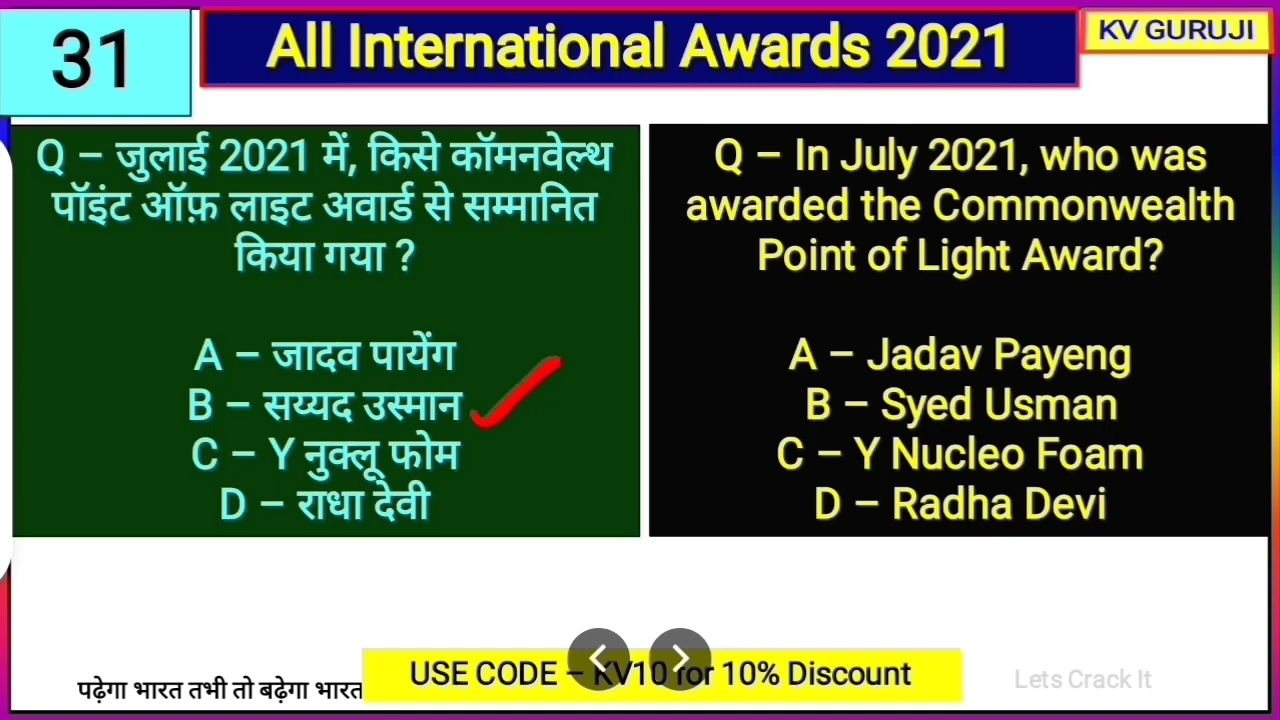 31
All International Awards 2021
KV GURUJI
Q – जुलाई 2021 में, किसे कॉमनवेल्थ
पॉइंट ऑफ़ लाइट अवार्ड से सम्मानित
किया गया ?
A – जादव पायेंग
B – सय्यद उस्मान
C – Y नुक्लू फोम
D – राधा देवी
Q – In July 2021, who was
awarded the Commonwealth
Point of Light Award?
A – Jadav Payeng
B – Syed Usman
C – Y Nucleo Foam
D – Radha Devi
पढ़ेगा भारत तभी तो बढ़ेगा भारत
USE CODE – KV10 for 10% Discount
Lets Crack It